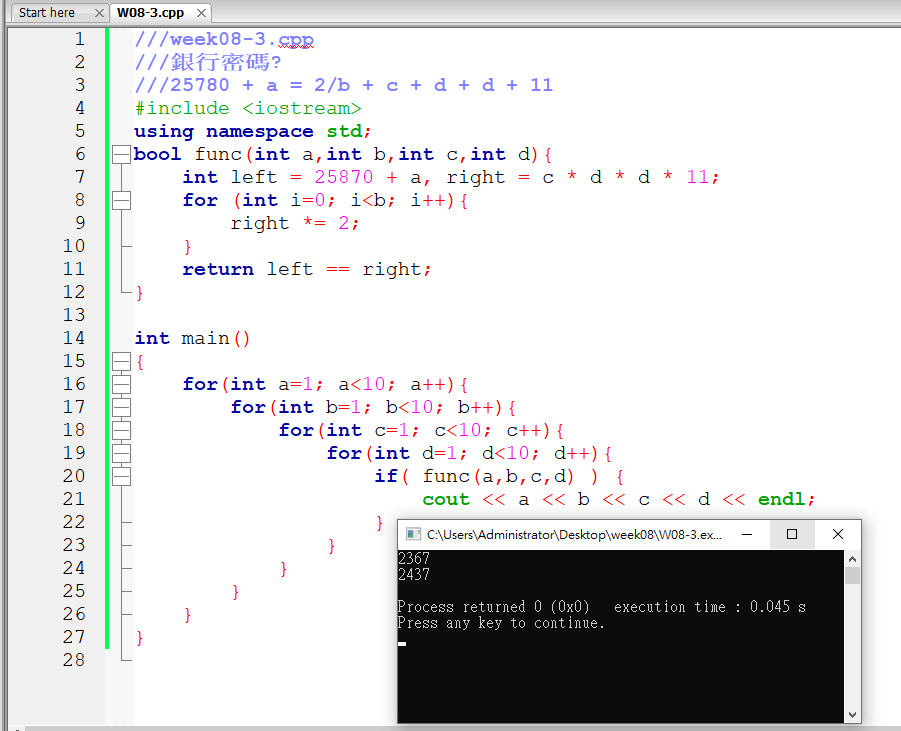 Start here
W08-3.cpp
1 ///week08-3.cpp
2 ///銀行密碼?
3 ///25780 + a = 2/b + c + d + d + 11
4 #include <iostream>
5 using namespace std;
6 bool func(int a,int b,int c,int d){
7 int left = 25870 + a, right = c * d * d * 11;
8 for (int i=0; i<b; i++){
9 right *= 2;
10 }
11 return left == right;
12 }
13
14 int main()
15 {
16 for(int a=1; a<10; a++){
17 for(int b=1; b<10; b++){
18 for(int c=1; c<10; c++){
19 for(int d=1; d<10; d++){
20 if( func(a,b,c,d) ) {
21 cout << a << b << c << d << endl;
22 }
23 }
24 }
25 }
26 }
27 }
28
C:\Users\Administrator\Desktop\week08\W08-3.ex...
2367
2437
Process returned 0 (0x0) execution time : 0.045 s
Press any key to continue.